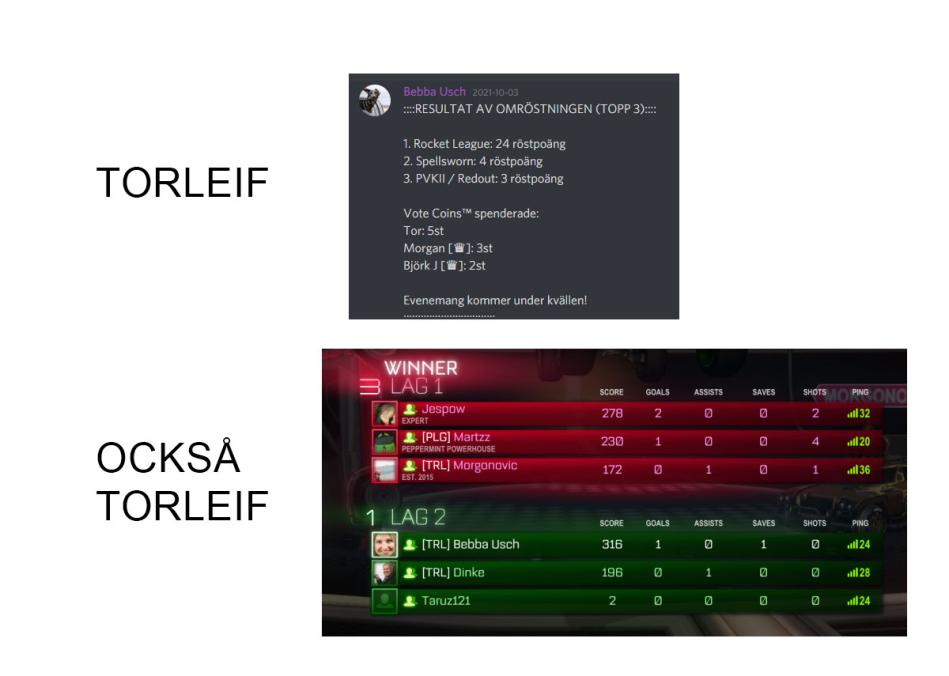 TORLEIF
Bebba Usch 2021-10-03
::::RESULTAT AV OMRÖSTNINGEN (TOPP 3)::::
1. Rocket League: 24 röstpoäng
2. Spellsworn: 4 röstpoäng
3. PVKII / Redout: 3 röstpoäng
Vote Coins™ spenderade:
Tor: 5st
Morgan [♛]: 3st
Björk J [♛]: 2st
Evenemang kommer under kvällen!
OCKSÅ
TORLEIF
WINNER
3 LAG 1 SCORE GOALS ASSISTS SAVES SHOTS PING
Jespow 278 2 0 0 2 32
EXPERT
[PLG] Martzz 230 1 0 0 4 20
PEPPERMINT POWERHOUSE
[TRL] Morgonovic 172 0 1 0 1 36
EST. 2015
1 LAG 2 SCORE GOALS ASSISTS SAVES SHOTS PING
[TRL] Bebba Usch 316 1 0 1 0 24
[TRL] Dinke 196 0 1 0 0 28
Taruz121 2 0 0 0 0 24